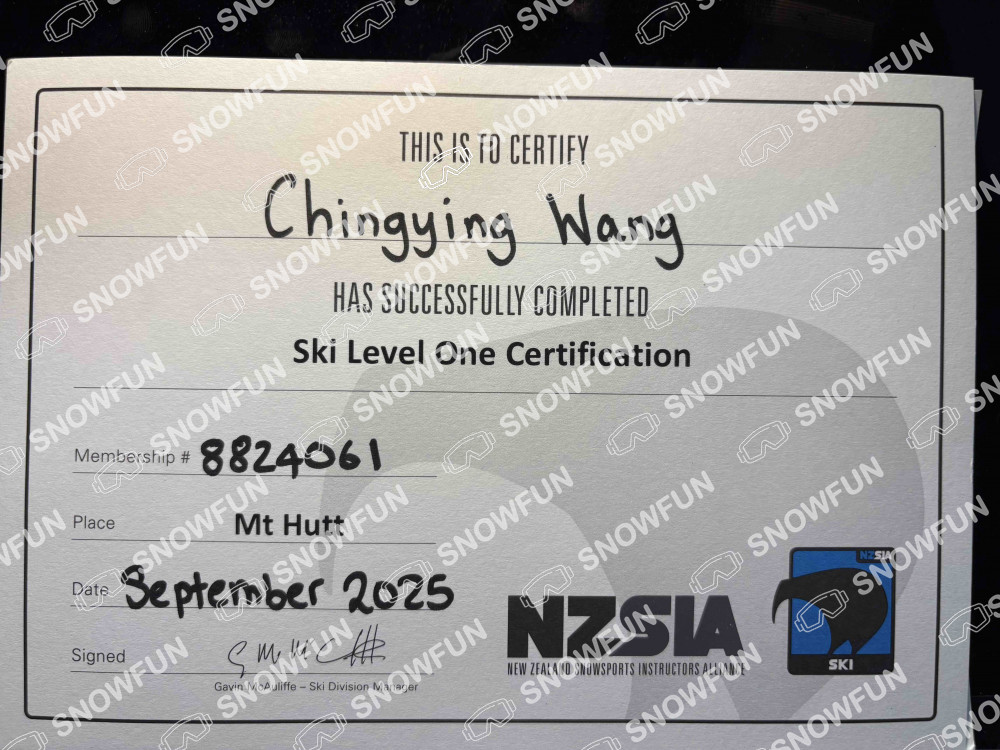 THIS IS TO CERTIFY
Chingying Wang
HAS SUCCESSFULLY COMPLETED
Ski Level One Certification
Membership # 8824061
Place Mt Hutt
Date September 2025
Signed
Gavin McAuliffe – Ski Division Manager
NZSIA
NEW ZEALAND SNOWSPORTS INSTRUCTORS ALLIANCE
NZSIA
SKI
SNOWFUN